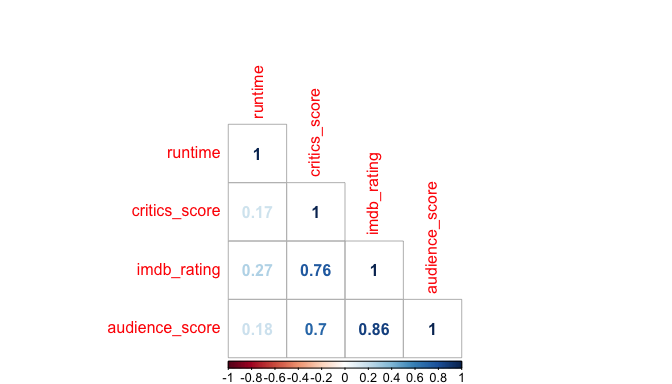 runtime
critics_score
imdb_rating
audience_score
runtime 1
critics_score 0.17 1
imdb_rating 0.27 0.76 1
audience_score 0.18 0.7 0.86 1
-1 -0.8 -0.6 -0.4 -0.2 0 0.2 0.4 0.6 0.8 1